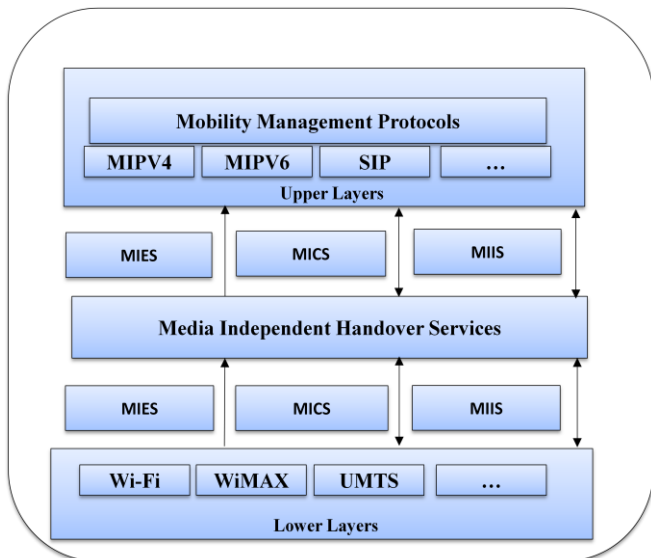 Mobility Management Protocols
MIPV4 MIPV6 SIP ...
Upper Layers
MIES MICS MIIS
Media Independent Handover Services
MIES MICS MIIS
Wi-Fi WiMAX UMTS ...
Lower Layers